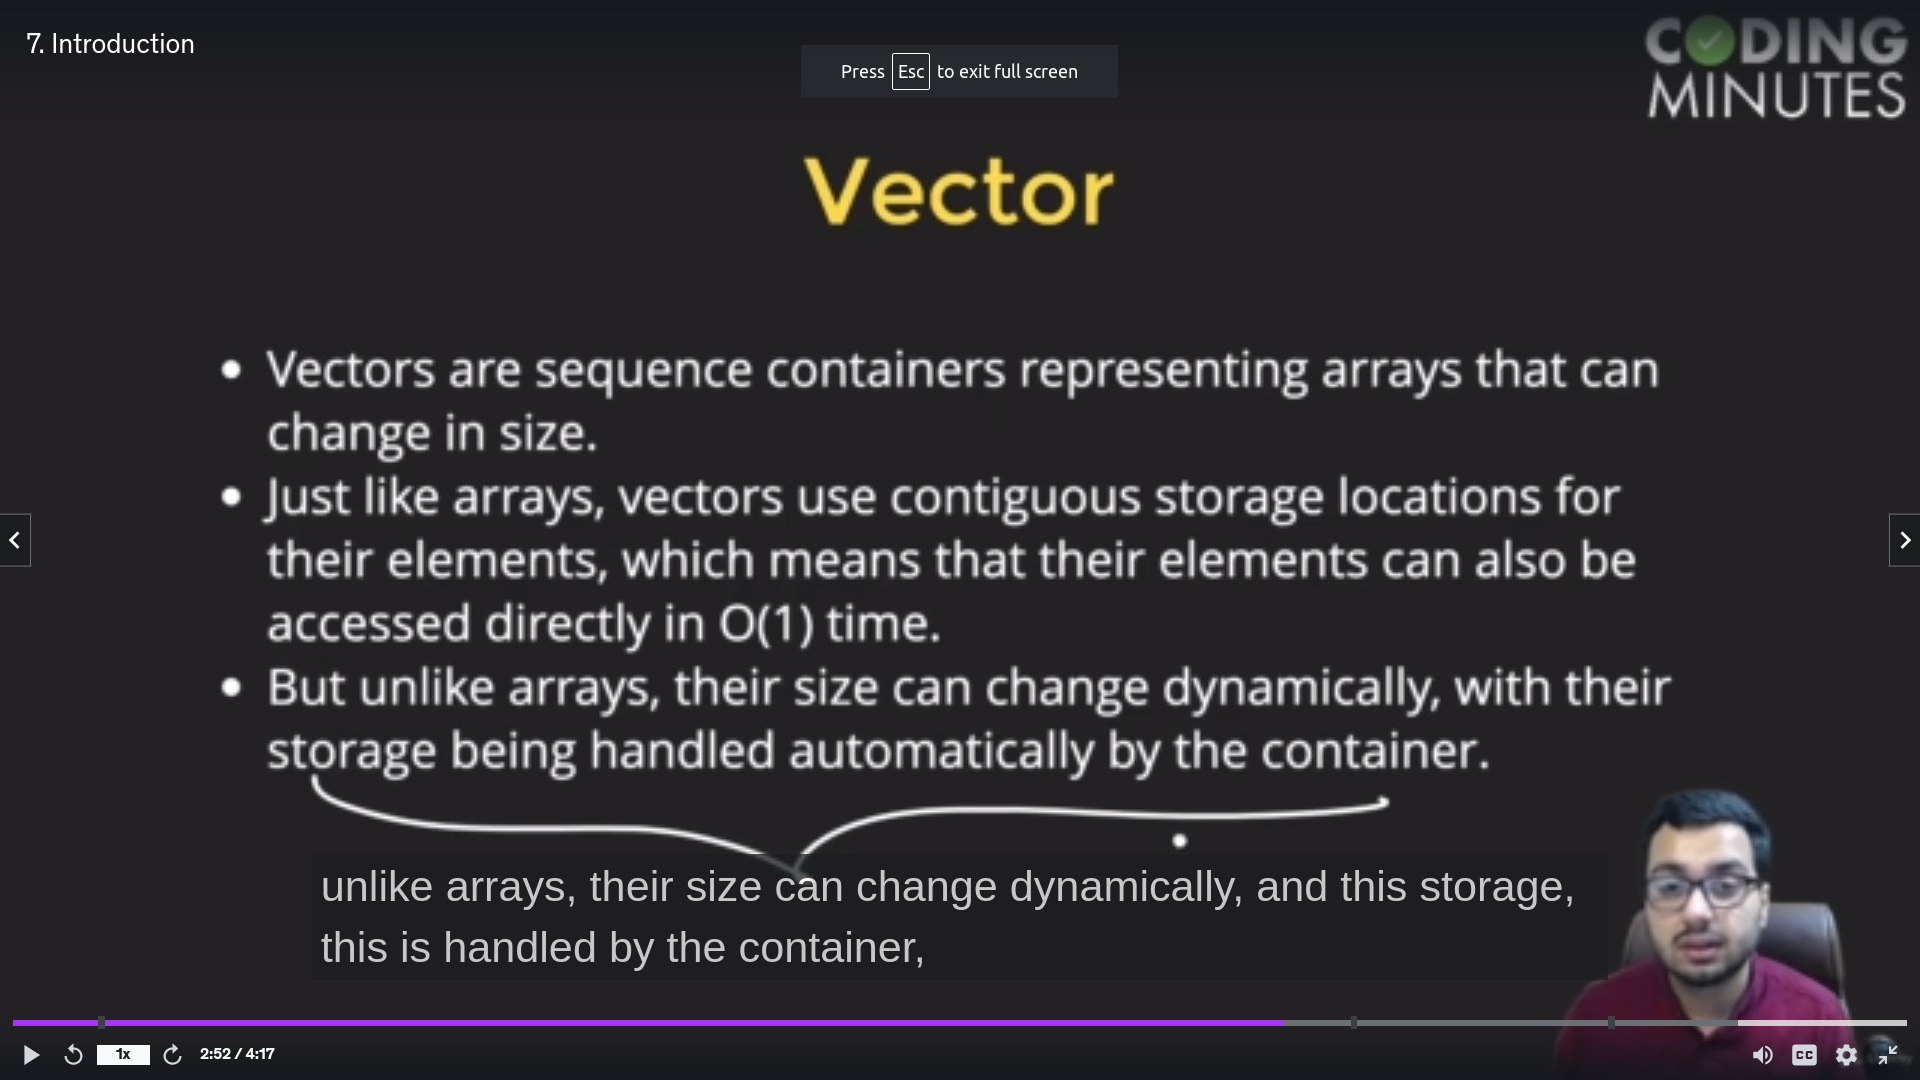 7. Introduction
Press Esc to exit full screen
CODING
MINUTES
Vector
• Vectors are sequence containers representing arrays that can
change in size.
• Just like arrays, vectors use contiguous storage locations for
their elements, which means that their elements can also be
accessed directly in O(1) time.
• But unlike arrays, their size can change dynamically, with their
storage being handled automatically by the container.
unlike arrays, their size can change dynamically, and this storage,
this is handled by the container,
1x
2:52 / 4:17
CC